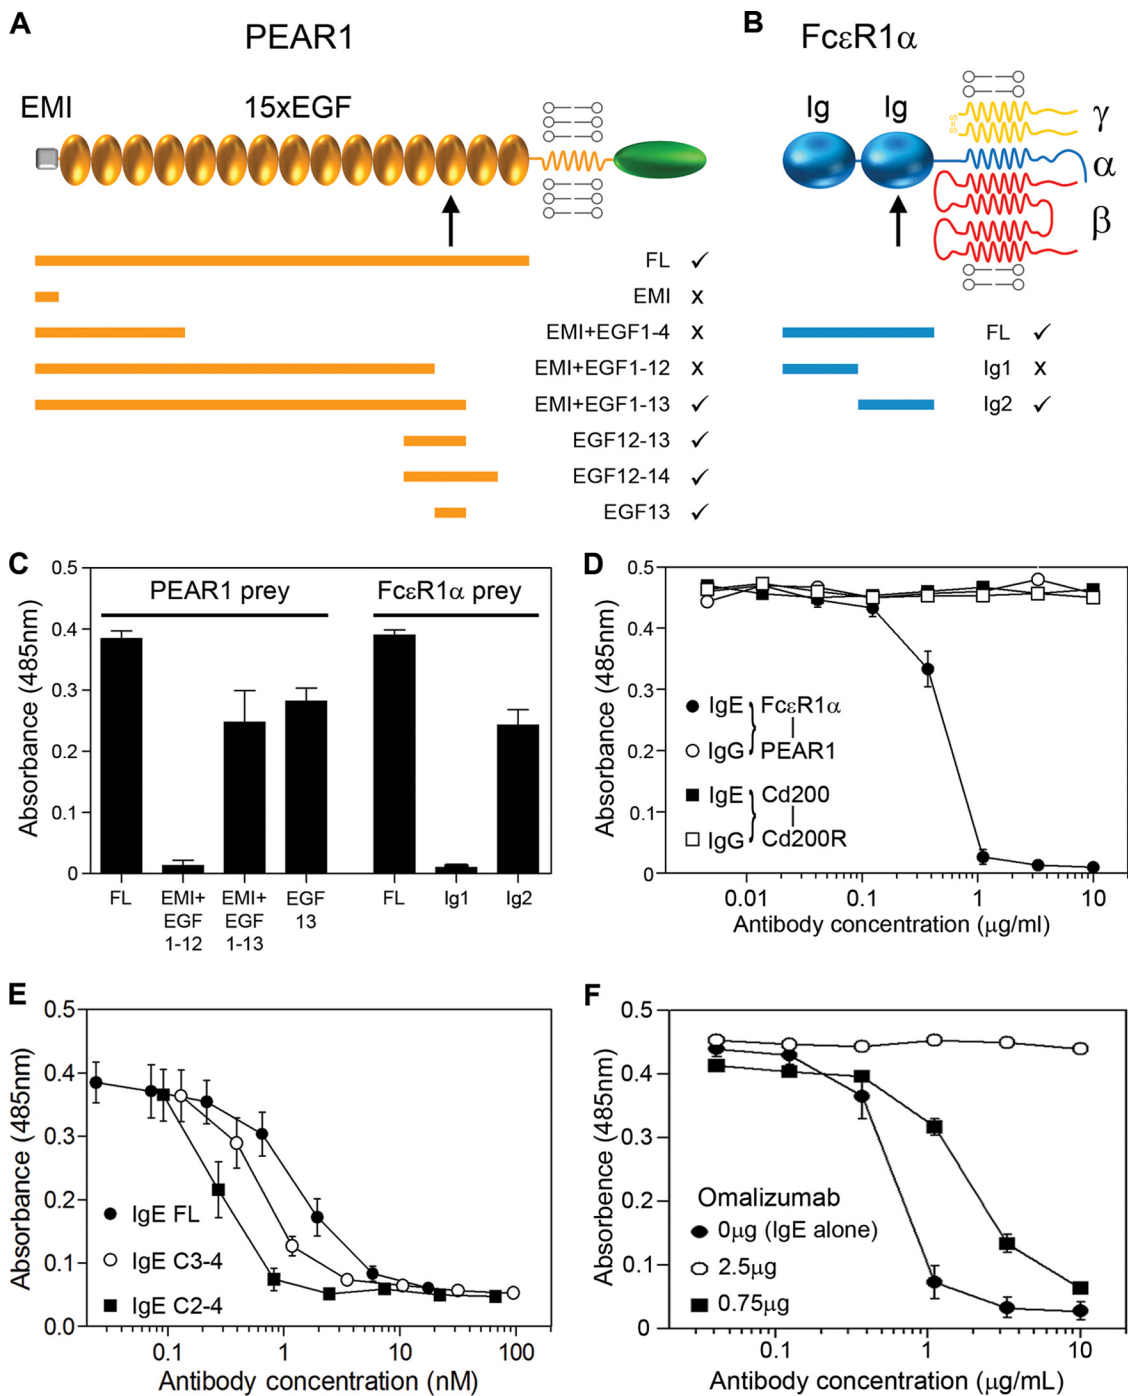 A
PEAR1
EMI
15xEGF
FL ✓
EMI x
EMI+EGF1-4 x
EMI+EGF1-12 x
EMI+EGF1-13 ✓
EGF12-13 ✓
EGF12-14 ✓
EGF13 ✓
B
FcεR1α
Ig
Ig
S=S
γ
α
β
FL ✓
Ig1 x
Ig2 ✓
C
Absorbance (485nm)
0.5
0.4
0.3
0.2
0.1
0
PEAR1 prey
FcεR1α prey
FL
EMI+
EGF
1-12
EMI+
EGF
1-13
EGF
13
FL
Ig1
Ig2
D
Absorbance (485nm)
0.5
0.4
0.3
0.2
0.1
0
IgE
IgG
FcεR1α
PEAR1
IgE
IgG
Cd200
Cd200R
0.01
0.1
1
10
Antibody concentration (μg/ml)
E
Absorbance (485nm)
0.5
0.4
0.3
0.2
0.1
0.0
IgE FL
IgE C3-4
IgE C2-4
0.1
1
10
100
Antibody concentration (nM)
F
Absorbence (485nm)
0.5
0.4
0.3
0.2
0.1
0
Omalizumab
0μg (IgE alone)
2.5μg
0.75μg
0.1
1
10
Antibody concentration (μg/mL)